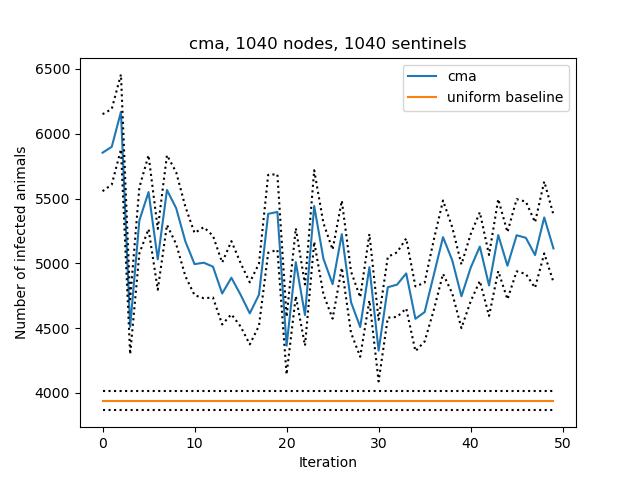 cma, 1040 nodes, 1040 sentinels
cma
uniform baseline
Number of infected animals
6500
6000
5500
5000
4500
4000
0 10 20 30 40 50
Iteration